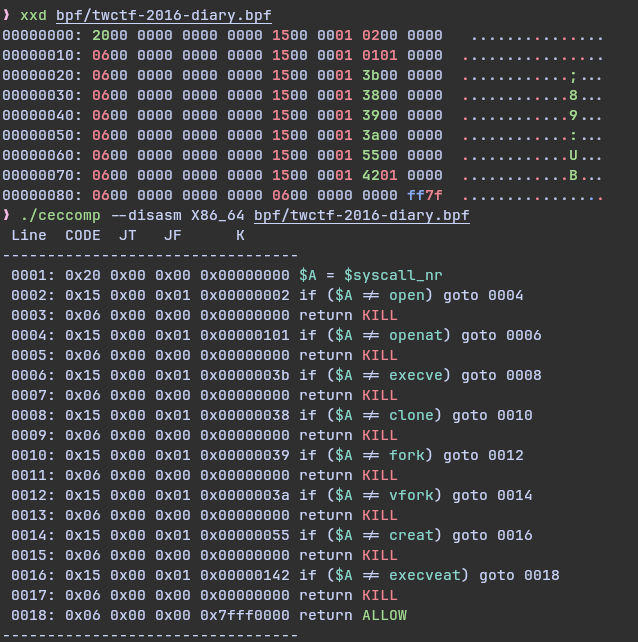 ❱ xxd bpf/twctf-2016-diary.bpf
00000000: 2000 0000 0000 0000 1500 0001 0200 0000   ...............
00000010: 0600 0000 0000 0000 1500 0001 0101 0000  ................
00000020: 0600 0000 0000 0000 1500 0001 3b00 0000  ............;...
00000030: 0600 0000 0000 0000 1500 0001 3800 0000  ............8...
00000040: 0600 0000 0000 0000 1500 0001 3900 0000  ............9...
00000050: 0600 0000 0000 0000 1500 0001 3a00 0000  ............:...
00000060: 0600 0000 0000 0000 1500 0001 5500 0000  ............U...
00000070: 0600 0000 0000 0000 1500 0001 4201 0000  ............B...
00000080: 0600 0000 0000 0000 0600 0000 0000 ff7f  ................
❱ ./ceccomp --disasm X86_64 bpf/twctf-2016-diary.bpf
 Line  CODE  JT   JF      K
---------------------------------
 0001: 0x20 0x00 0x00 0x00000000 $A = $syscall_nr
 0002: 0x15 0x00 0x01 0x00000002 if ($A != open) goto 0004
 0003: 0x06 0x00 0x00 0x00000000 return KILL
 0004: 0x15 0x00 0x01 0x00000101 if ($A != openat) goto 0006
 0005: 0x06 0x00 0x00 0x00000000 return KILL
 0006: 0x15 0x00 0x01 0x0000003b if ($A != execve) goto 0008
 0007: 0x06 0x00 0x00 0x00000000 return KILL
 0008: 0x15 0x00 0x01 0x00000038 if ($A != clone) goto 0010
 0009: 0x06 0x00 0x00 0x00000000 return KILL
 0010: 0x15 0x00 0x01 0x00000039 if ($A != fork) goto 0012
 0011: 0x06 0x00 0x00 0x00000000 return KILL
 0012: 0x15 0x00 0x01 0x0000003a if ($A != vfork) goto 0014
 0013: 0x06 0x00 0x00 0x00000000 return KILL
 0014: 0x15 0x00 0x01 0x00000055 if ($A != creat) goto 0016
 0015: 0x06 0x00 0x00 0x00000000 return KILL
 0016: 0x15 0x00 0x01 0x00000142 if ($A != execveat) goto 0018
 0017: 0x06 0x00 0x00 0x00000000 return KILL
 0018: 0x06 0x00 0x00 0x7fff0000 return ALLOW
---------------------------------